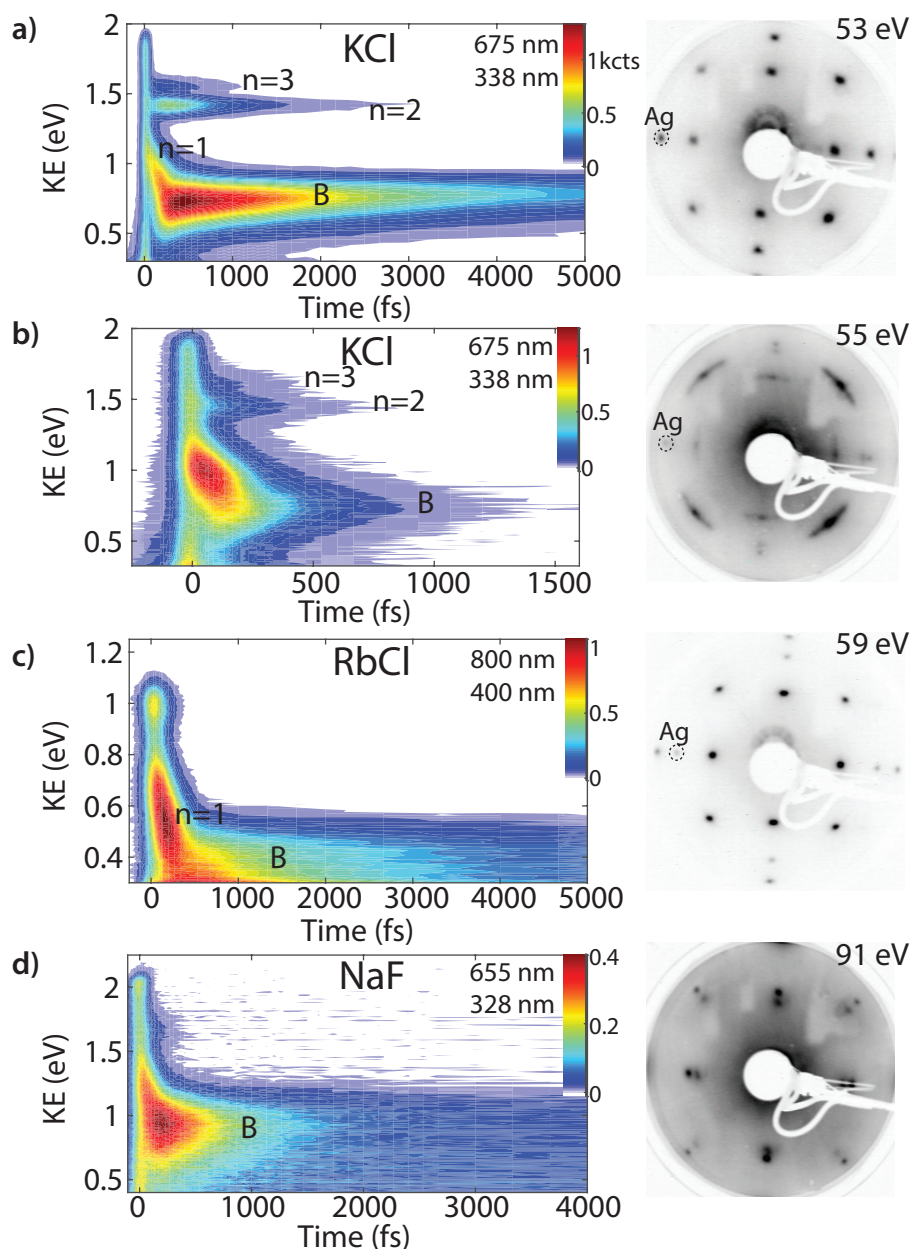 a)
KCl
675 nm
338 nm
1kcts
0.5
0
n=3
n=2
n=1
B
KE (eV)
2
1.5
1
0.5
0 1000 2000 3000 4000 5000
Time (fs)
53 eV
Ag
b)
KCl
675 nm
338 nm
1
0.5
0
n=3
n=2
B
KE (eV)
2
1.5
1
0.5
0 500 1000 1500
Time (fs)
55 eV
Ag
c)
RbCl
800 nm
400 nm
1
0.5
0
n=1
B
KE (eV)
1.2
1
0.8
0.6
0.4
0 1000 2000 3000 4000 5000
Time (fs)
59 eV
Ag
d)
NaF
655 nm
328 nm
0.4
0.2
0
B
KE (eV)
2
1.5
1
0.5
0 1000 2000 3000 4000
Time (fs)
91 eV